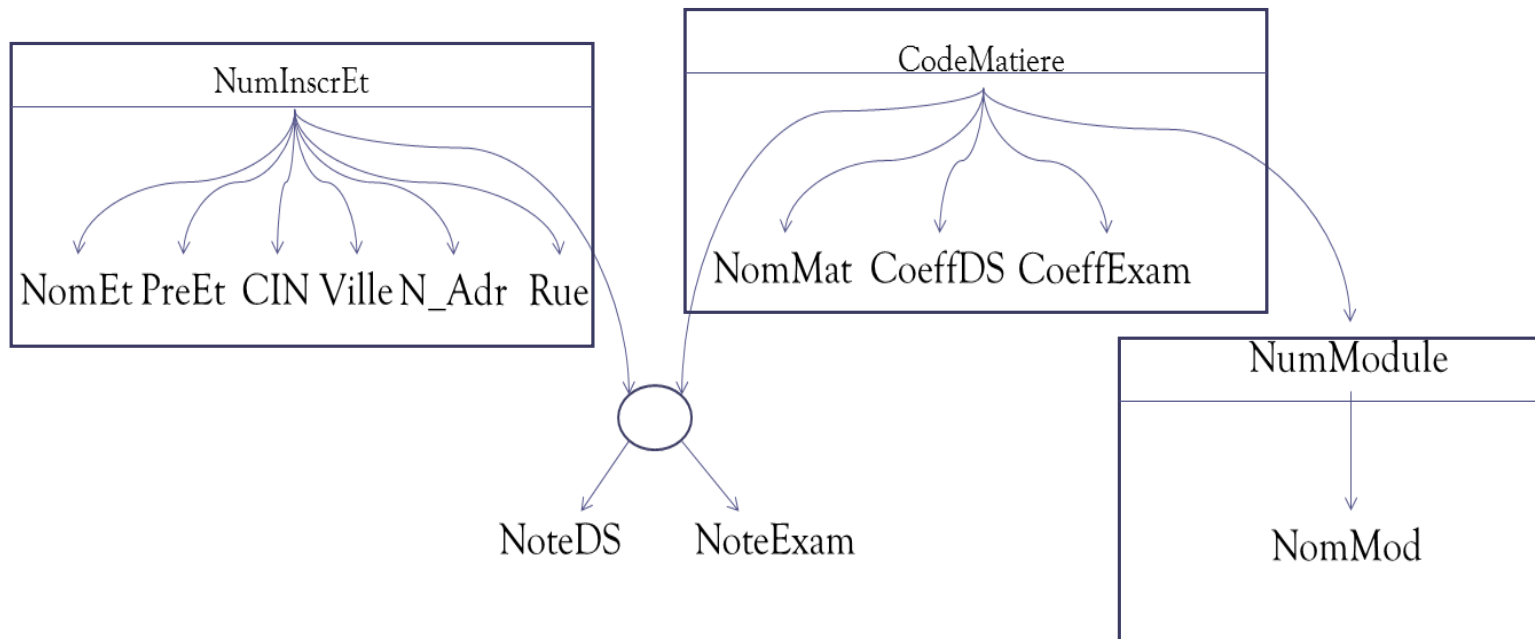 NumInscrEt
NomEt PreEt CIN Ville N_Adr Rue
CodeMatiere
NomMat CoeffDS CoeffExam
NumModule
NomMod
NoteDS NoteExam